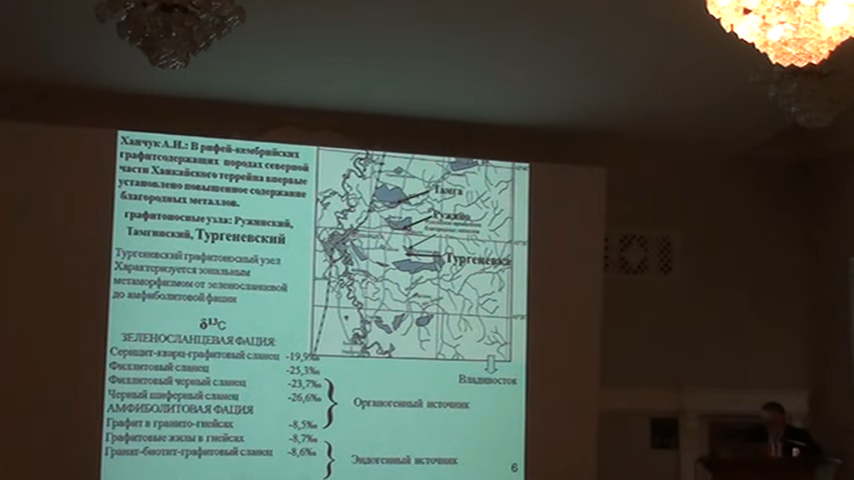 Ханчук А.И.: В рифей-кембрийских
графитсодержащих породах северной
части Ханкайского террейна впервые
установлено повышенное содержание
благородных металлов.
графитоносные узла: Ружинский,
Тамгинский, Тургеневский
Тургеневский графитоносный узел
Характеризуется зональным
метаморфизмом от зеленосланцевой
до амфиболитовой фации
δ¹³C
ЗЕЛЕНОСЛАНЦЕВАЯ ФАЦИЯ:
Серицит-кварц-графитовый сланец -19,9‰
Филлитовый сланец -25,3‰
Филлитовый черный сланец -23,7‰
Черный шиферный сланец -26,6‰
АМФИБОЛИТОВАЯ ФАЦИЯ
Графит в гранито-гнейсах -8,5‰
Графитовые жилы в гнейсах -8,7‰
Гранат-биотит-графитовый сланец -8,6‰
Тамга
Ружино
Тургеневка
Владивосток
Органогенный источник
Эндогенный источник
6